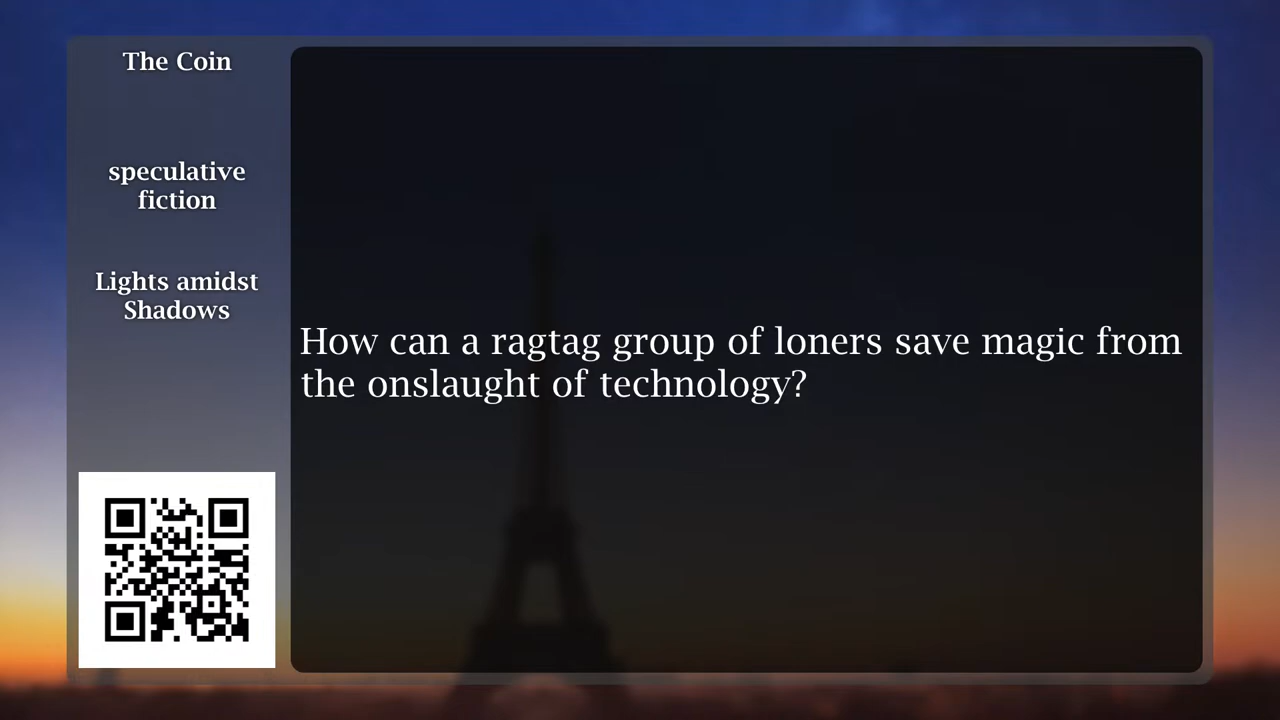 The Coin
speculative
fiction
Lights amidst
Shadows
How can a ragtag group of loners save magic from
the onslaught of technology?